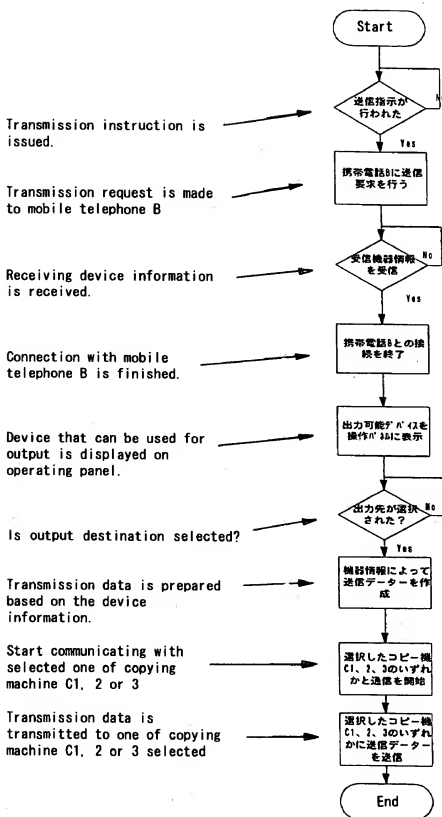 Start
送信指示が
行われた
No
Transmission instruction is
issued.
Yes
携帯電話Bに送信
要求を行う
Transmission request is made
to mobile telephone B
受信機器情報
を受信
No
Receiving device information
is received.
Yes
携帯電話Bとの接
続を終了
Connection with mobile
telephone B is finished.
出力可能デバイスを
操作パネルに表示
Device that can be used for
output is displayed on
operating panel.
出力先が選択
された？
No
Is output destination selected?
Yes
機器情報によって
送信データーを作
成
Transmission data is prepared
based on the device
information.
選択したコピー機
C1、2、3のいずれ
かと送信を開始
Start communicating with
selected one of copying
machine C1, 2 or 3
選択したコピー機
C1、2、3のいずれ
かに送信データー
を送信
Transmission data is
transmitted to one of copying
machine C1, 2 or 3 selected
End